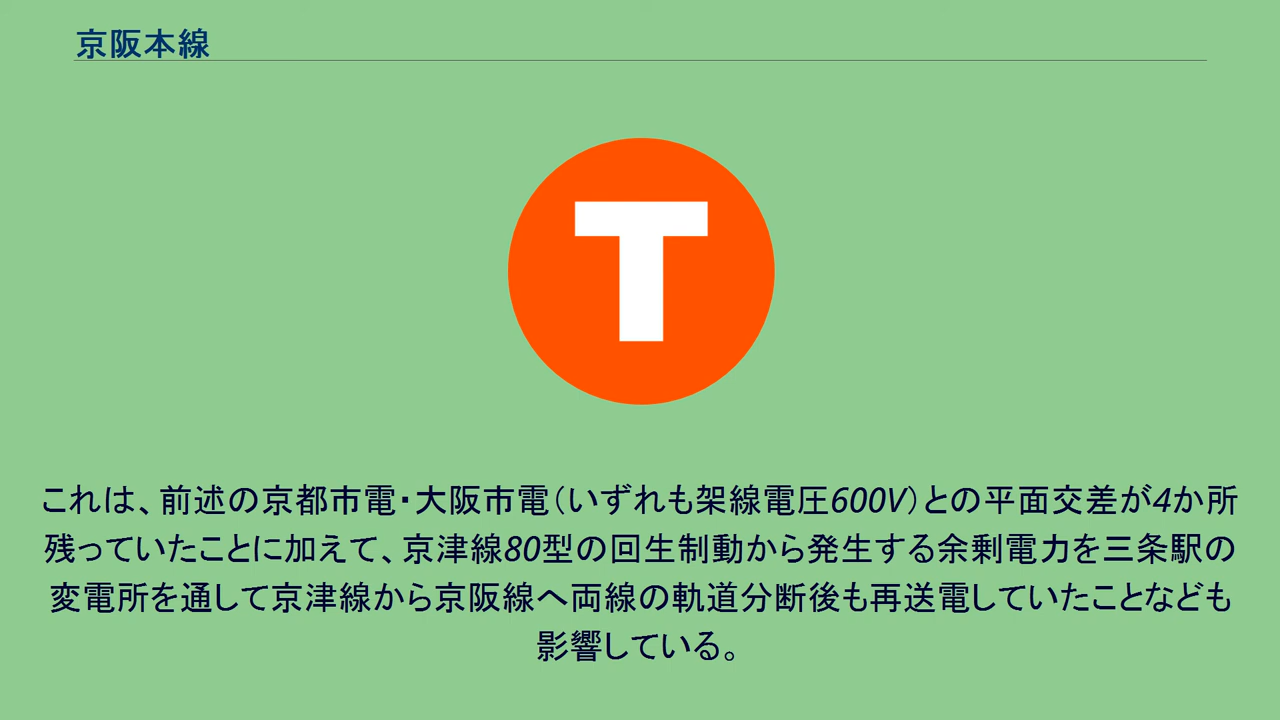 京阪本線
T
これは、前述の京都市電・大阪市電（いずれも架線電圧600V）との平面交差が4か所
残っていたことに加えて、京津線80型の回生制動から発生する余剰電力を三条駅の
変電所を通して京津線から京阪線へ両線の軌道分断後も再送電していたことなども
影響している。